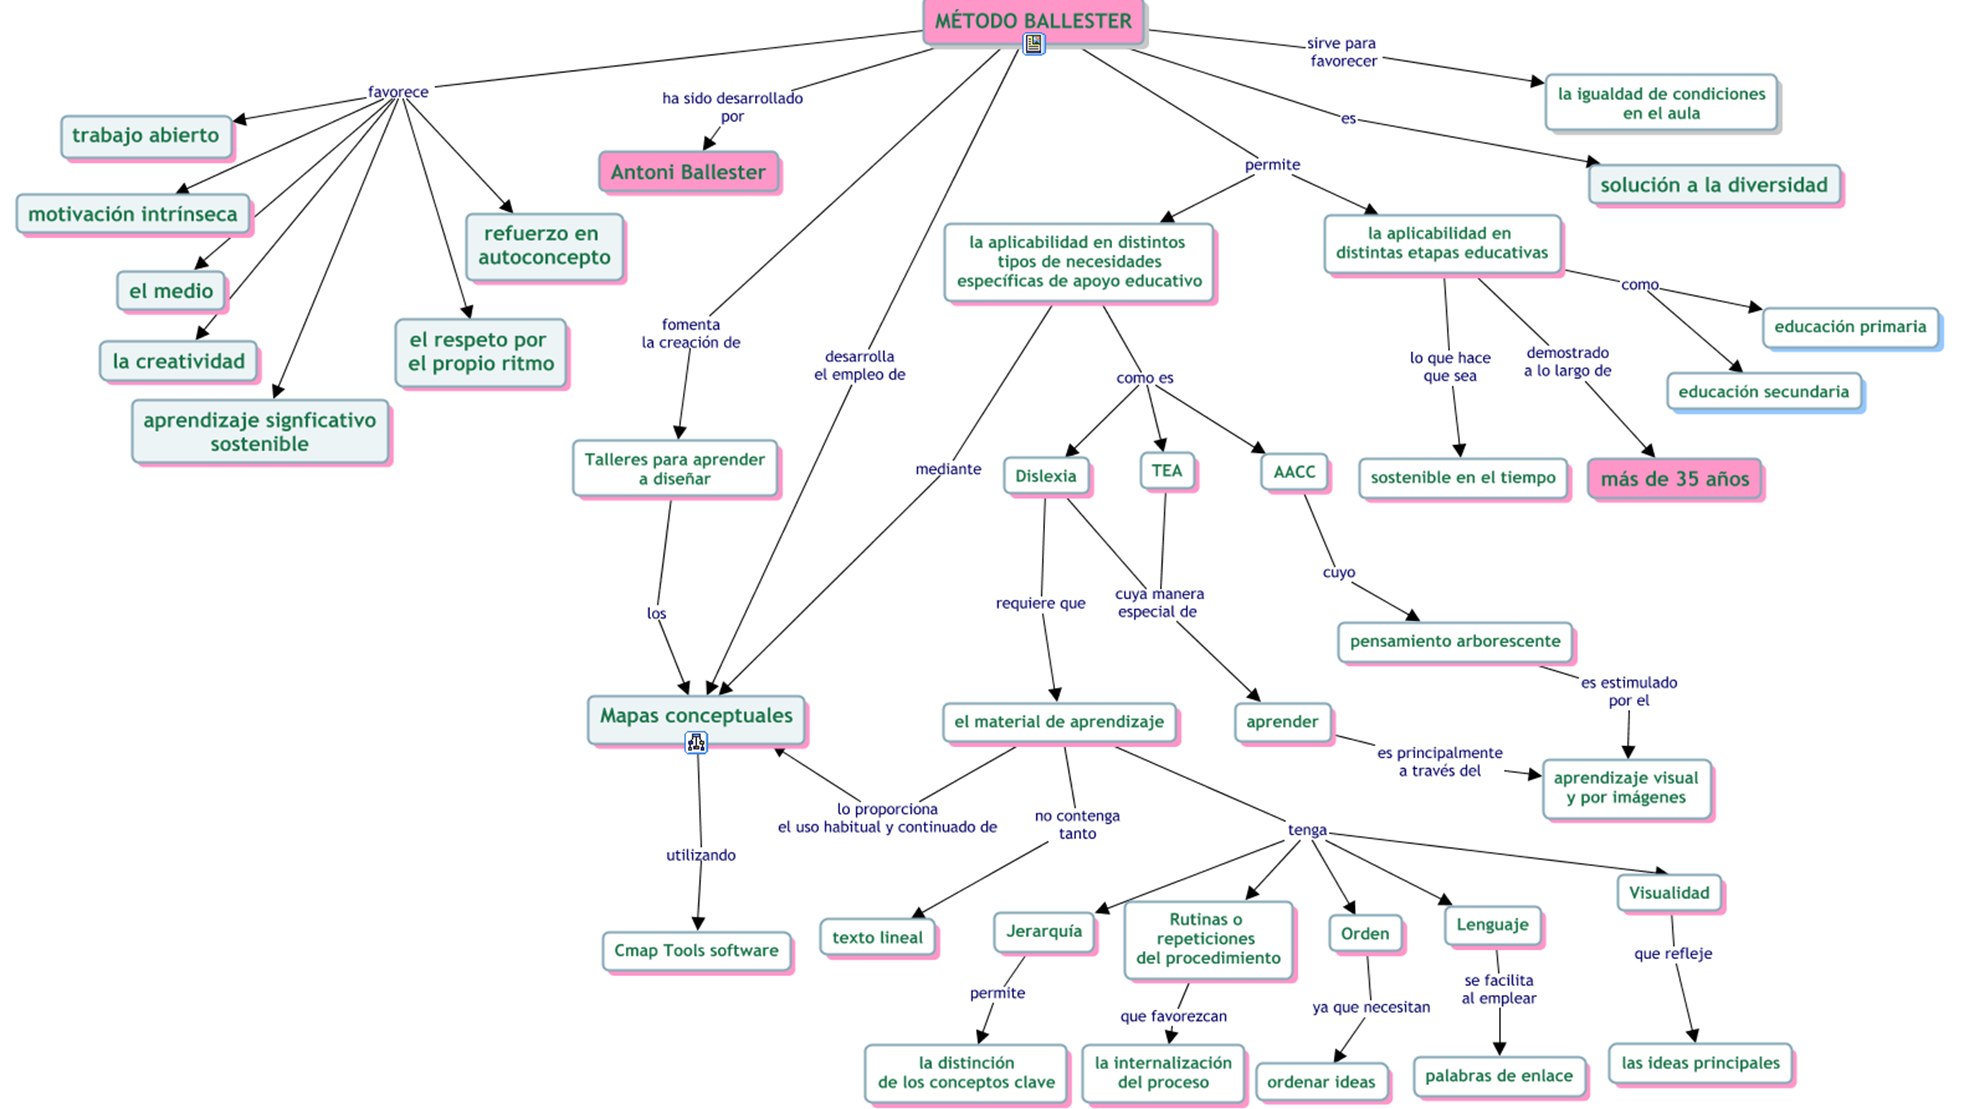 MÉTODO BALLESTER
sirve para
favorecer
la igualdad de condiciones
en el aula
es
solución a la diversidad
favorece
trabajo abierto
motivación intrínseca
el medio
la creatividad
aprendizaje signficativo
sostenible
el respeto por
el propio ritmo
refuerzo en
autoconcepto
ha sido desarrollado
por
Antoni Ballester
fomenta
la creación de
Talleres para aprender
a diseñar
los
desarrolla
el empleo de
permite
la aplicabilidad en distintos
tipos de necesidades
específicas de apoyo educativo
la aplicabilidad en
distintas etapas educativas
como
educación primaria
educación secundaria
lo que hace
que sea
sostenible en el tiempo
demostrado
a lo largo de
más de 35 años
mediante
como es
Dislexia
TEA
AACC
cuyo
pensamiento arborescente
es estimulado
por el
aprendizaje visual
y por imágenes
requiere que
cuya manera
especial de
aprender
es principalmente
a través del
el material de aprendizaje
Mapas conceptuales
lo proporciona
el uso habitual y continuado de
utilizando
Cmap Tools software
no contenga
tanto
texto lineal
tenga
Jerarquía
permite
la distinción
de los conceptos clave
Rutinas o
repeticiones
del procedimiento
que favorezcan
la internalización
del proceso
Orden
ya que necesitan
ordenar ideas
Lenguaje
se facilita
al emplear
palabras de enlace
Visualidad
que refleje
las ideas principales